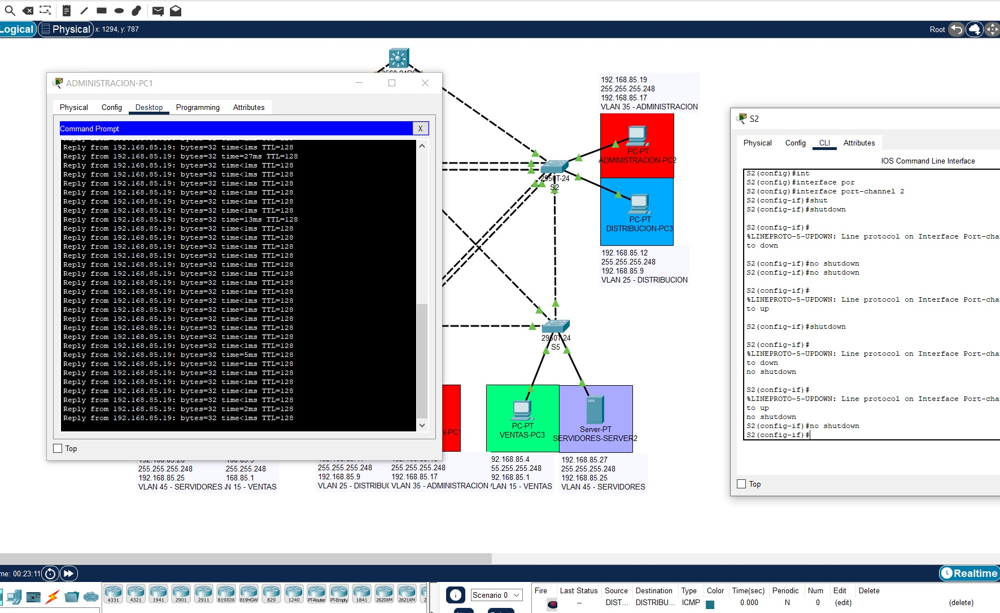 Logical
Physical
x: 1294, y: 787
Root
3560-24PS
ADMINISTRACION-PC1
Physical
Config
Desktop
Programming
Attributes
Command Prompt
X
Reply from 192.168.85.19: bytes=32 time<1ms TTL=128
Reply from 192.168.85.19: bytes=32 time=27ms TTL=128
Reply from 192.168.85.19: bytes=32 time<1ms TTL=128
Reply from 192.168.85.19: bytes=32 time<1ms TTL=128
Reply from 192.168.85.19: bytes=32 time<1ms TTL=128
Reply from 192.168.85.19: bytes=32 time<1ms TTL=128
Reply from 192.168.85.19: bytes=32 time<1ms TTL=128
Reply from 192.168.85.19: bytes=32 time<1ms TTL=128
Reply from 192.168.85.19: bytes=32 time=13ms TTL=128
Reply from 192.168.85.19: bytes=32 time<1ms TTL=128
Reply from 192.168.85.19: bytes=32 time<1ms TTL=128
Reply from 192.168.85.19: bytes=32 time<1ms TTL=128
Reply from 192.168.85.19: bytes=32 time<1ms TTL=128
Reply from 192.168.85.19: bytes=32 time<1ms TTL=128
Reply from 192.168.85.19: bytes=32 time<1ms TTL=128
Reply from 192.168.85.19: bytes=32 time<1ms TTL=128
Reply from 192.168.85.19: bytes=32 time<1ms TTL=128
Reply from 192.168.85.19: bytes=32 time<1ms TTL=128
Reply from 192.168.85.19: bytes=32 time=1ms TTL=128
Reply from 192.168.85.19: bytes=32 time<1ms TTL=128
Reply from 192.168.85.19: bytes=32 time<1ms TTL=128
Reply from 192.168.85.19: bytes=32 time<1ms TTL=128
Reply from 192.168.85.19: bytes=32 time<1ms TTL=128
Reply from 192.168.85.19: bytes=32 time=5ms TTL=128
Reply from 192.168.85.19: bytes=32 time=1ms TTL=128
Reply from 192.168.85.19: bytes=32 time<1ms TTL=128
Reply from 192.168.85.19: bytes=32 time<1ms TTL=128
Reply from 192.168.85.19: bytes=32 time<1ms TTL=128
Reply from 192.168.85.19: bytes=32 time<1ms TTL=128
Reply from 192.168.85.19: bytes=32 time=2ms TTL=128
Reply from 192.168.85.19: bytes=32 time<1ms TTL=128
Top
192.168.85.19
255.255.255.248
192.168.85.17
VLAN 35 - ADMINISTRACION
PC-PT
ADMINISTRACION-PC2
2950T-24
S2
PC-PT
DISTRIBUCION-PC3
192.168.85.12
255.255.255.248
192.168.85.9
VLAN 25 - DISTRIBUCION
2950T-24
S5
N-PC1
PC-PT
VENTAS-PC3
Server-PT
SERVIDORES-SERVER2
255.255.255.248
192.168.85.25
VLAN 45 - SERVIDORES
.255.248
.168.85.1
N 15 - VENTAS
255.255.255.248
192.168.85.9
VLAN 25 - DISTRIBUC
255.255.255.248
192.168.85.17
VLAN 35 - ADMINISTRACION
92.168.85.4
55.255.255.248
92.168.85.1
VLAN 15 - VENTAS
192.168.85.27
255.255.255.248
192.168.85.25
VLAN 45 - SERVIDORES
S2
Physical
Config
CLI
Attributes
IOS Command Line Interface
S2(config)#int
S2(config)#interface por
S2(config)#interface port-channel 2
S2(config-if)#shut
S2(config-if)#shutdown
S2(config-if)#
%LINEPROTO-5-UPDOWN: Line protocol on Interface Port-cha
to down
S2(config-if)#no shutdown
S2(config-if)#no shutdown
S2(config-if)#
%LINEPROTO-5-UPDOWN: Line protocol on Interface Port-cha
to up
S2(config-if)#shutdown
S2(config-if)#
%LINEPROTO-5-UPDOWN: Line protocol on Interface Port-cha
to down
no shutdown
S2(config-if)#
%LINEPROTO-5-UPDOWN: Line protocol on Interface Port-cha
to up
no shutdown
S2(config-if)#no shutdown
S2(config-if)#
Top
me: 00:23:11
Realtime
4331
4321
1941
2901
2911
819IOX
819HGW
829
1240
PT-Router
PT-Empty
1841
2620XM
2621XM
2
Scenario 0
Fire
Last Status
Source
Destination
Type
Color
Time(sec)
Periodic
Num
Edit
Delete
--
DIST...
DISTRIBU...
ICMP
0.000
N
0
(edit)
(delete)